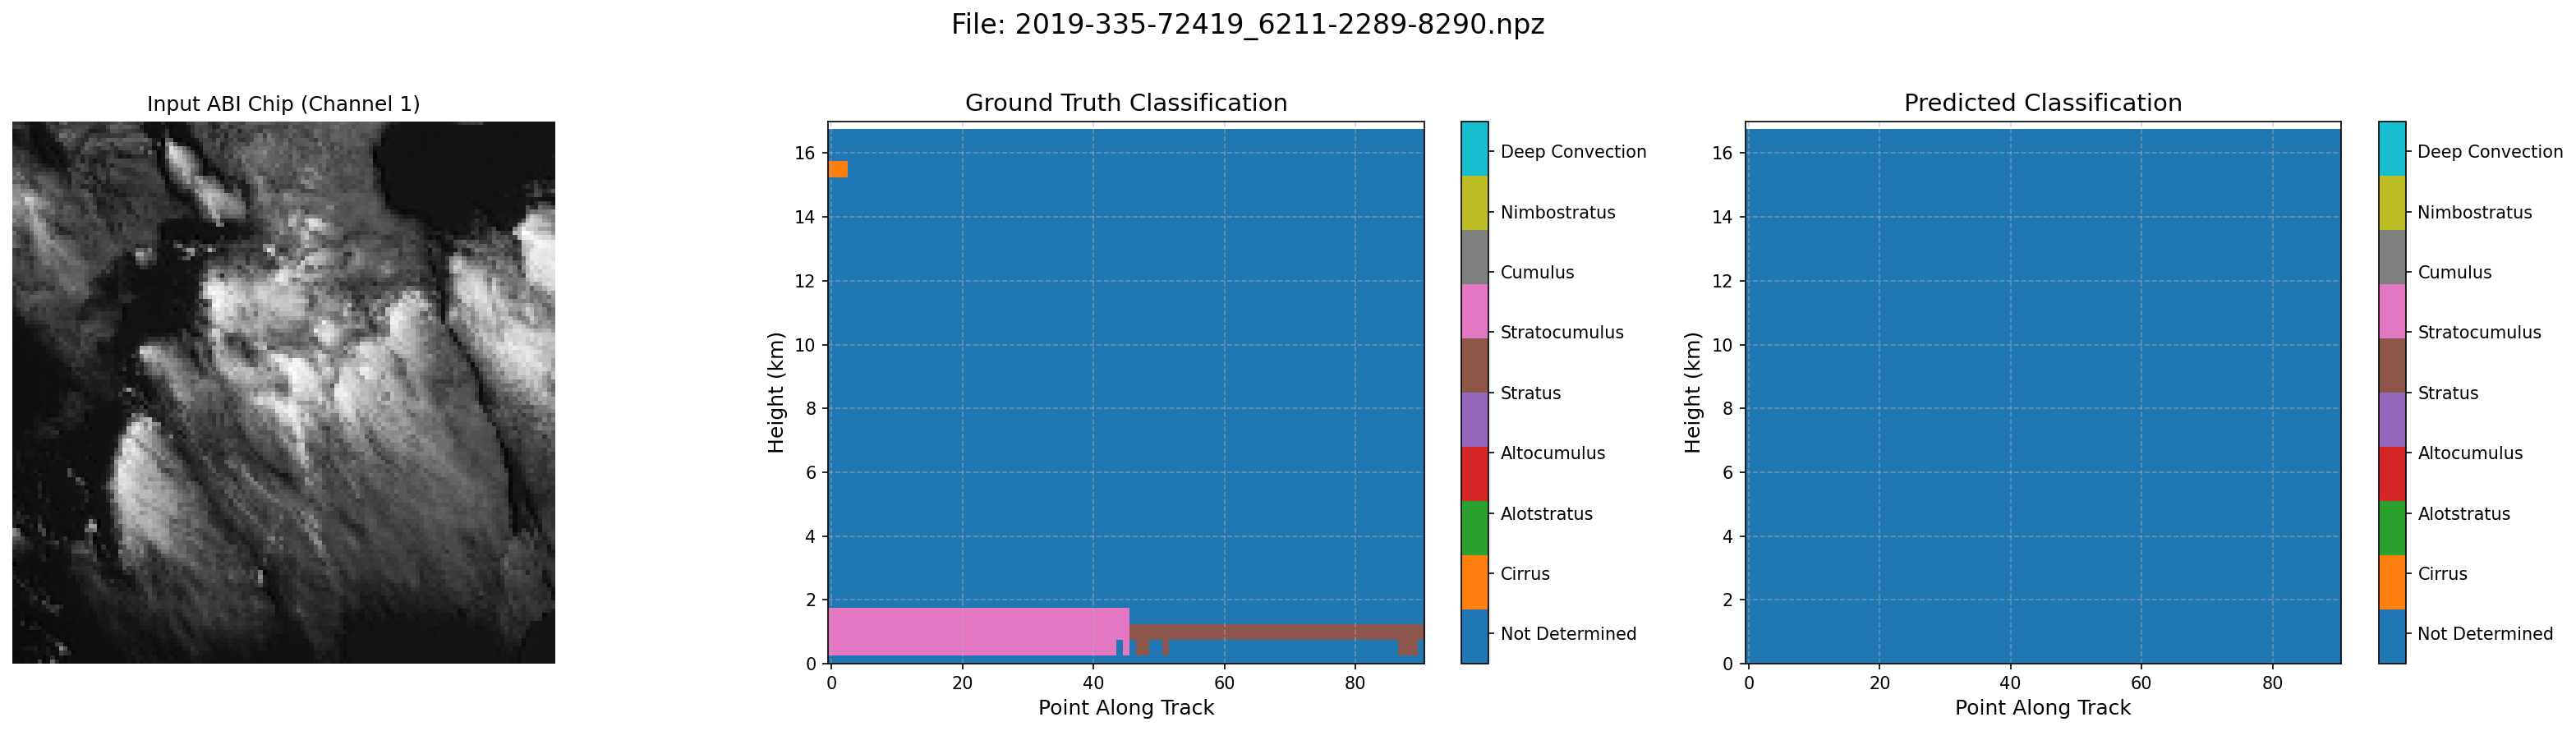 File: 2019-335-72419_6211-2289-8290.npz
Input ABI Chip (Channel 1)
Ground Truth Classification
Height (km)
16
14
12
10
8
6
4
2
0
0 20 40 60 80
Point Along Track
Deep Convection
Nimbostratus
Cumulus
Stratocumulus
Stratus
Altocumulus
Alotstratus
Cirrus
Not Determined
Predicted Classification
Height (km)
16
14
12
10
8
6
4
2
0
0 20 40 60 80
Point Along Track
Deep Convection
Nimbostratus
Cumulus
Stratocumulus
Stratus
Altocumulus
Alotstratus
Cirrus
Not Determined